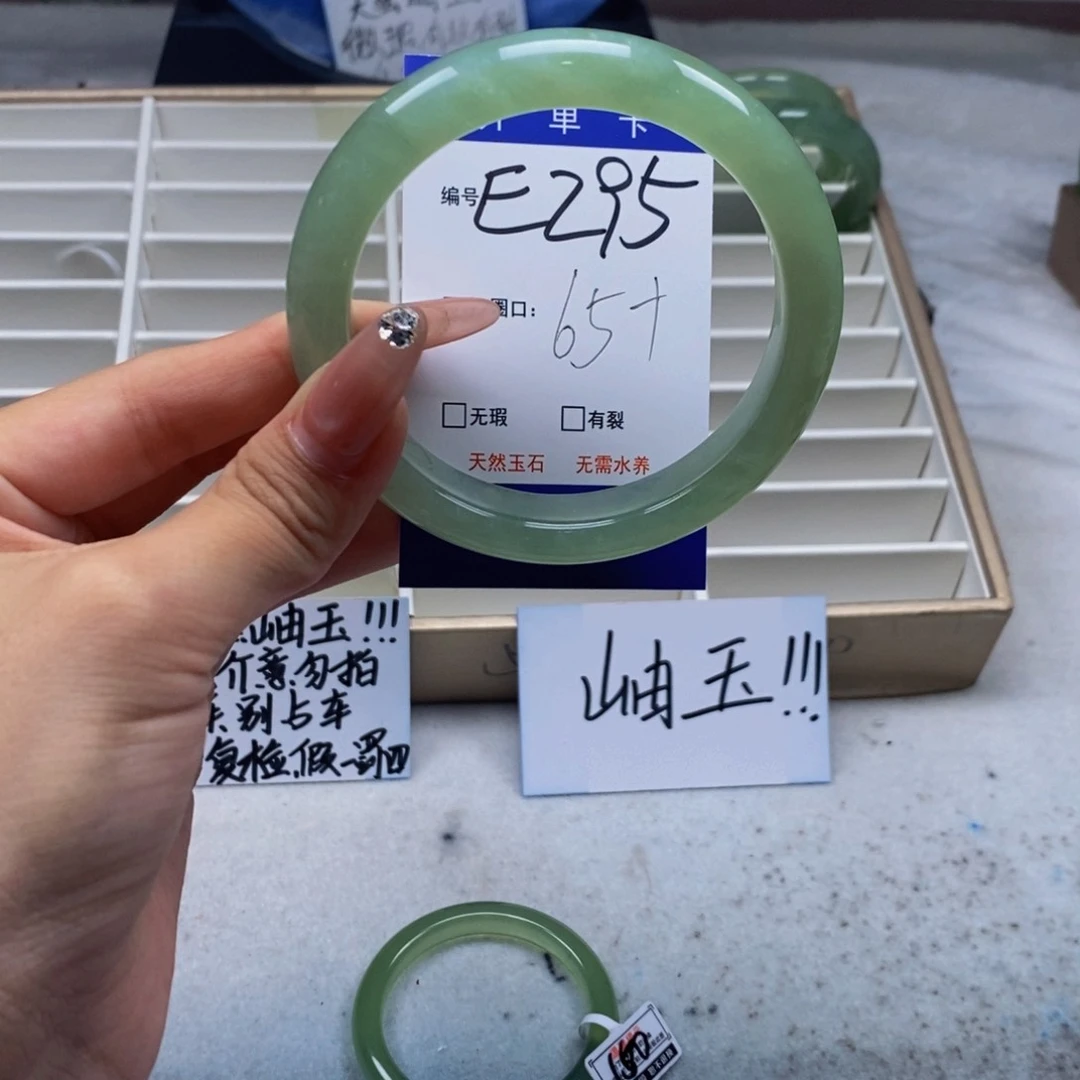 开单卡
编号E295
圈口：65+
□无瑕 □有裂
天然玉石 无需水养
岫玉!!!
介意勿拍
别占车
复检.假一罚四
岫玉!!!